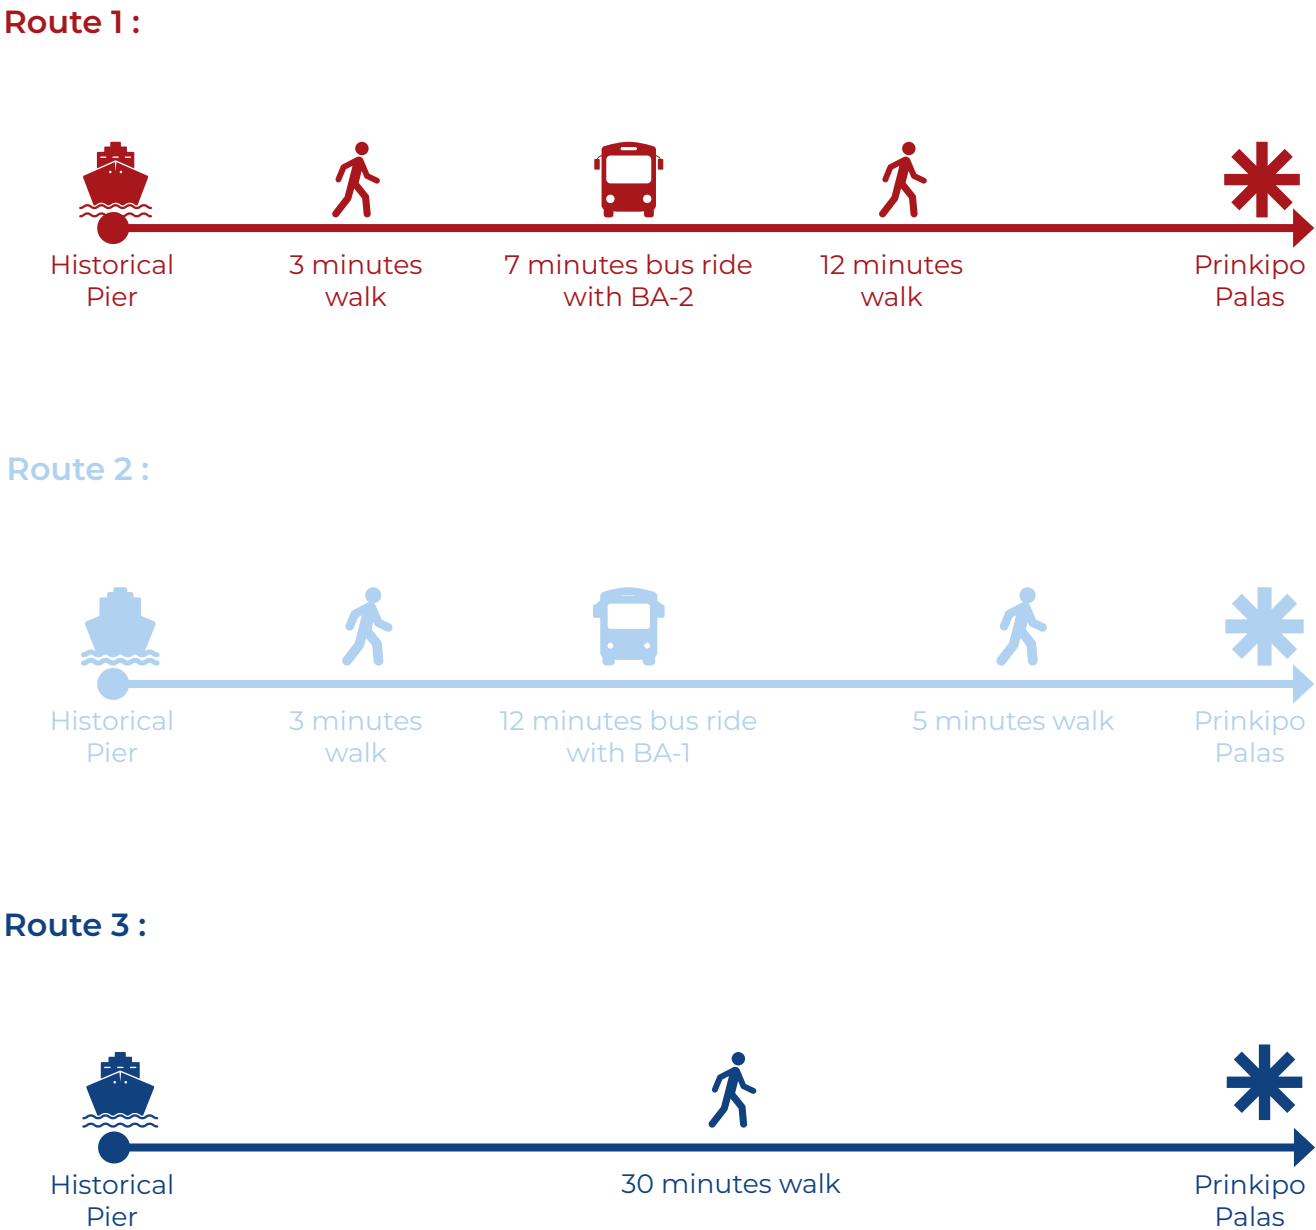 Route 1 :
Historical
Pier
3 minutes
walk
7 minutes bus ride
with BA-2
12 minutes
walk
Prinkipo
Palas
Route 2 :
Historical
Pier
3 minutes
walk
12 minutes bus ride
with BA-1
5 minutes walk
Prinkipo
Palas
Route 3 :
Historical
Pier
30 minutes walk
Prinkipo
Palas